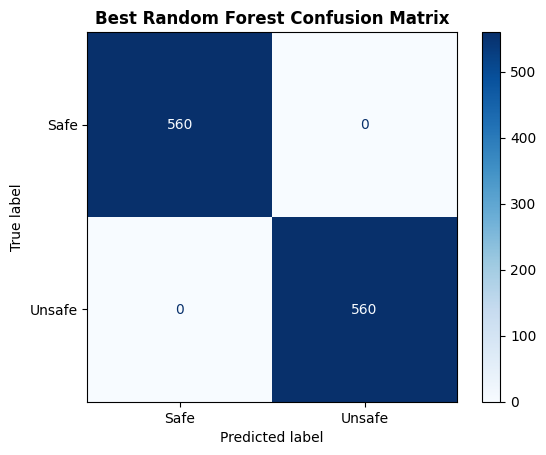 Best Random Forest Confusion Matrix
True label
Safe
560
0
Unsafe
0
560
Safe
Unsafe
Predicted label
500
400
300
200
100
0